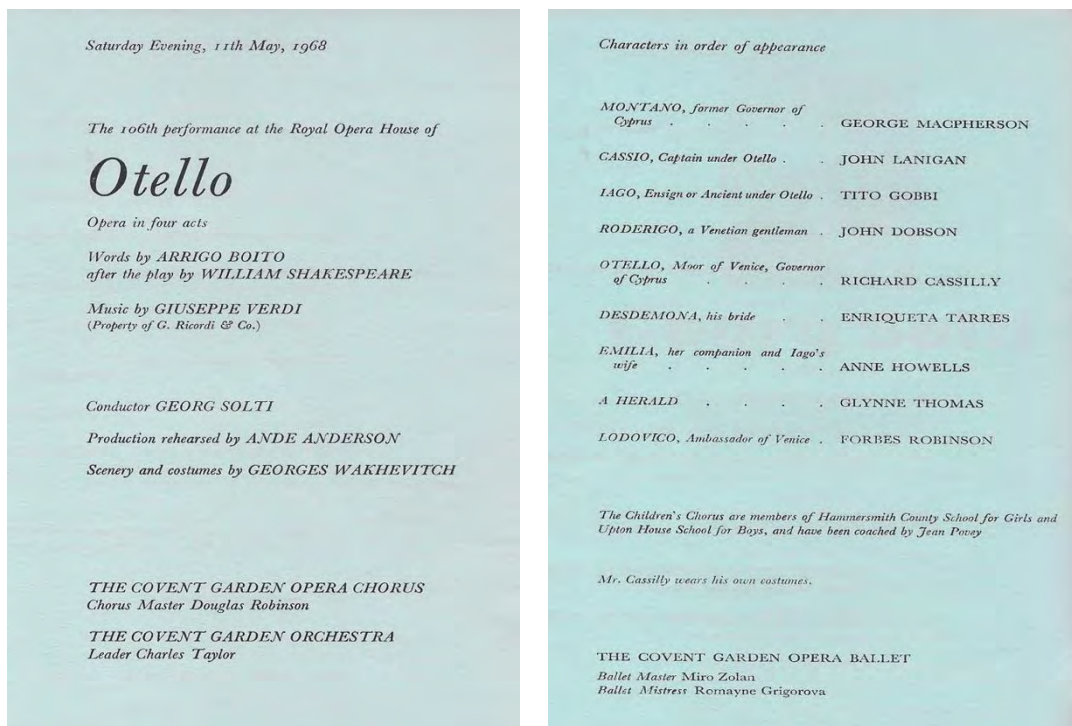 Saturday Evening, 11th May, 1968
The 106th performance at the Royal Opera House of
Otello
Opera in four acts
Words by ARRIGO BOITO
after the play by WILLIAM SHAKESPEARE
Music by GIUSEPPE VERDI
(Property of G. Ricordi & Co.)
Conductor GEORG SOLTI
Production rehearsed by ANDE ANDERSON
Scenery and costumes by GEORGES WAKHEVITCH
THE COVENT GARDEN OPERA CHORUS
Chorus Master Douglas Robinson
THE COVENT GARDEN ORCHESTRA
Leader Charles Taylor
Characters in order of appearance
MONTANO, former Governor of
Cyprus . . . . . GEORGE MACPHERSON
CASSIO, Captain under Otello . . JOHN LANIGAN
IAGO, Ensign or Ancient under Otello . TITO GOBBI
RODERIGO, a Venetian gentleman . JOHN DOBSON
OTELLO, Moor of Venice, Governor
of Cyprus . . . . RICHARD CASSILLY
DESDEMONA, his bride . . ENRIQUETA TARRES
EMILIA, her companion and Iago's
wife . . . . . ANNE HOWELLS
A HERALD . . . . GLYNNE THOMAS
LODOVICO, Ambassador of Venice . FORBES ROBINSON
The Children's Chorus are members of Hammersmith County School for Girls and
Upton House School for Boys, and have been coached by Jean Povey
Mr. Cassilly wears his own costumes.
THE COVENT GARDEN OPERA BALLET
Ballet Master Miro Zolan
Ballet Mistress Romayne Grigorova